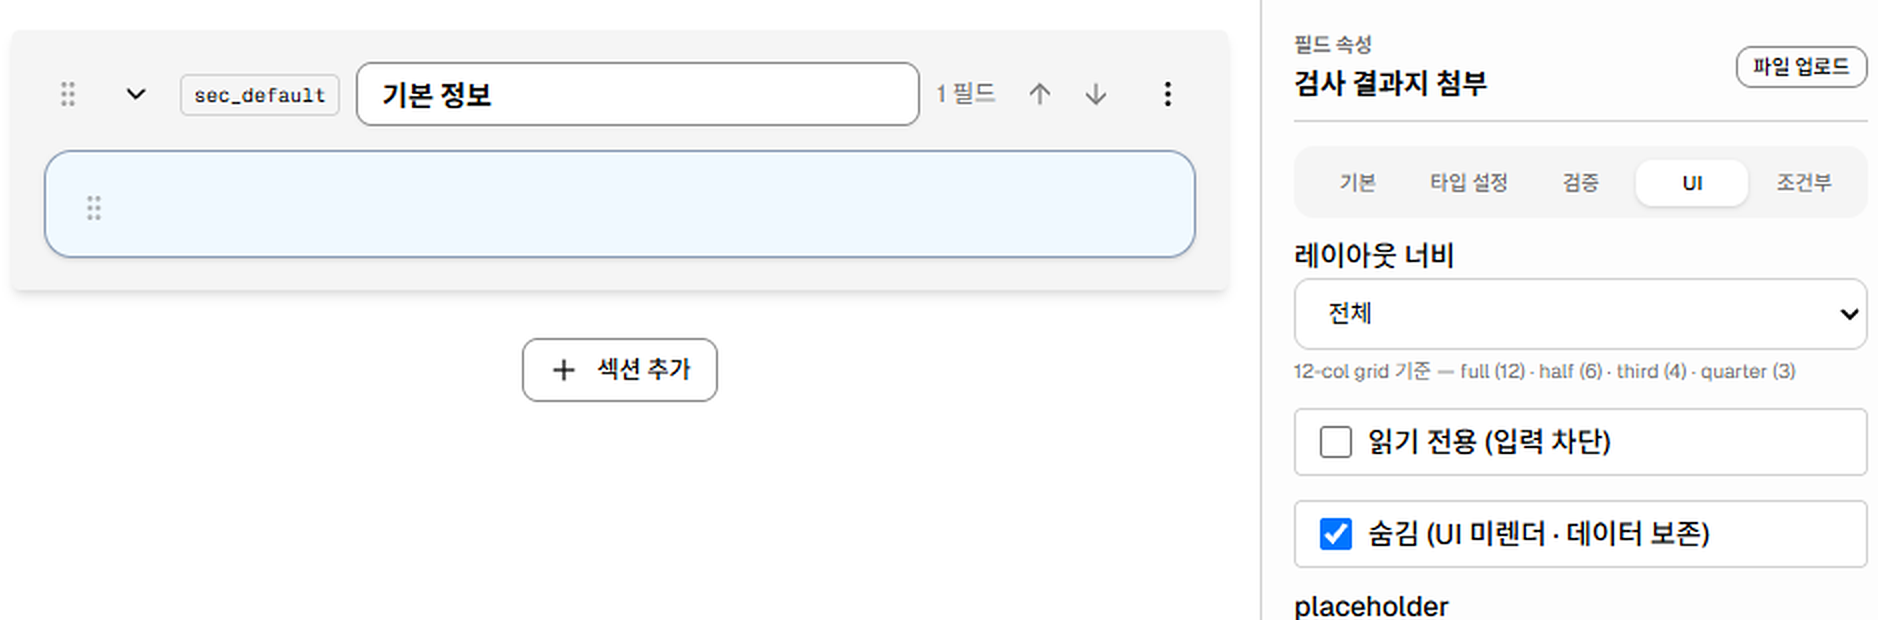 sec_default
기본 정보
1 필드
섹션 추가
필드 속성
검사 결과지 첨부
파일 업로드
기본 타입 설정 검증 UI 조건부
레이아웃 너비
전체
12-col grid 기준 — full (12) · half (6) · third (4) · quarter (3)
읽기 전용 (입력 차단)
숨김 (UI 미렌더 · 데이터 보존)
placeholder